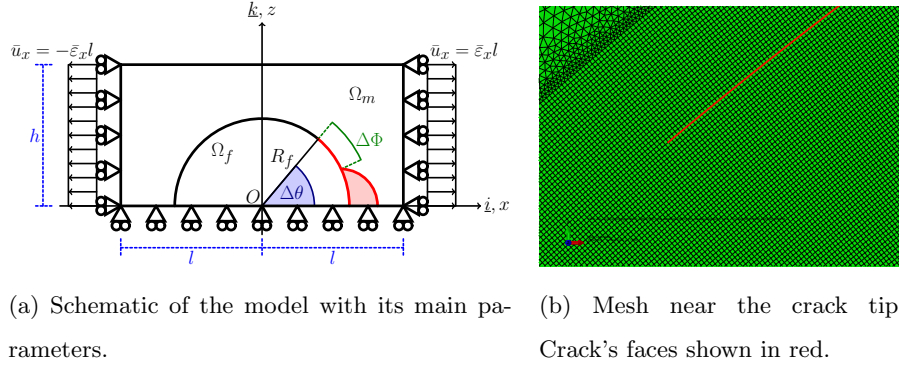 k, z
ū_x = −ε̄_x l
ū_x = ε̄_x l
Ω_m
h
Ω_f
R_f
ΔΦ
O
Δθ
i, x
l
l
(a) Schematic of the model with its main pa-
rameters.
(b) Mesh near the crack tip
Crack's faces shown in red.